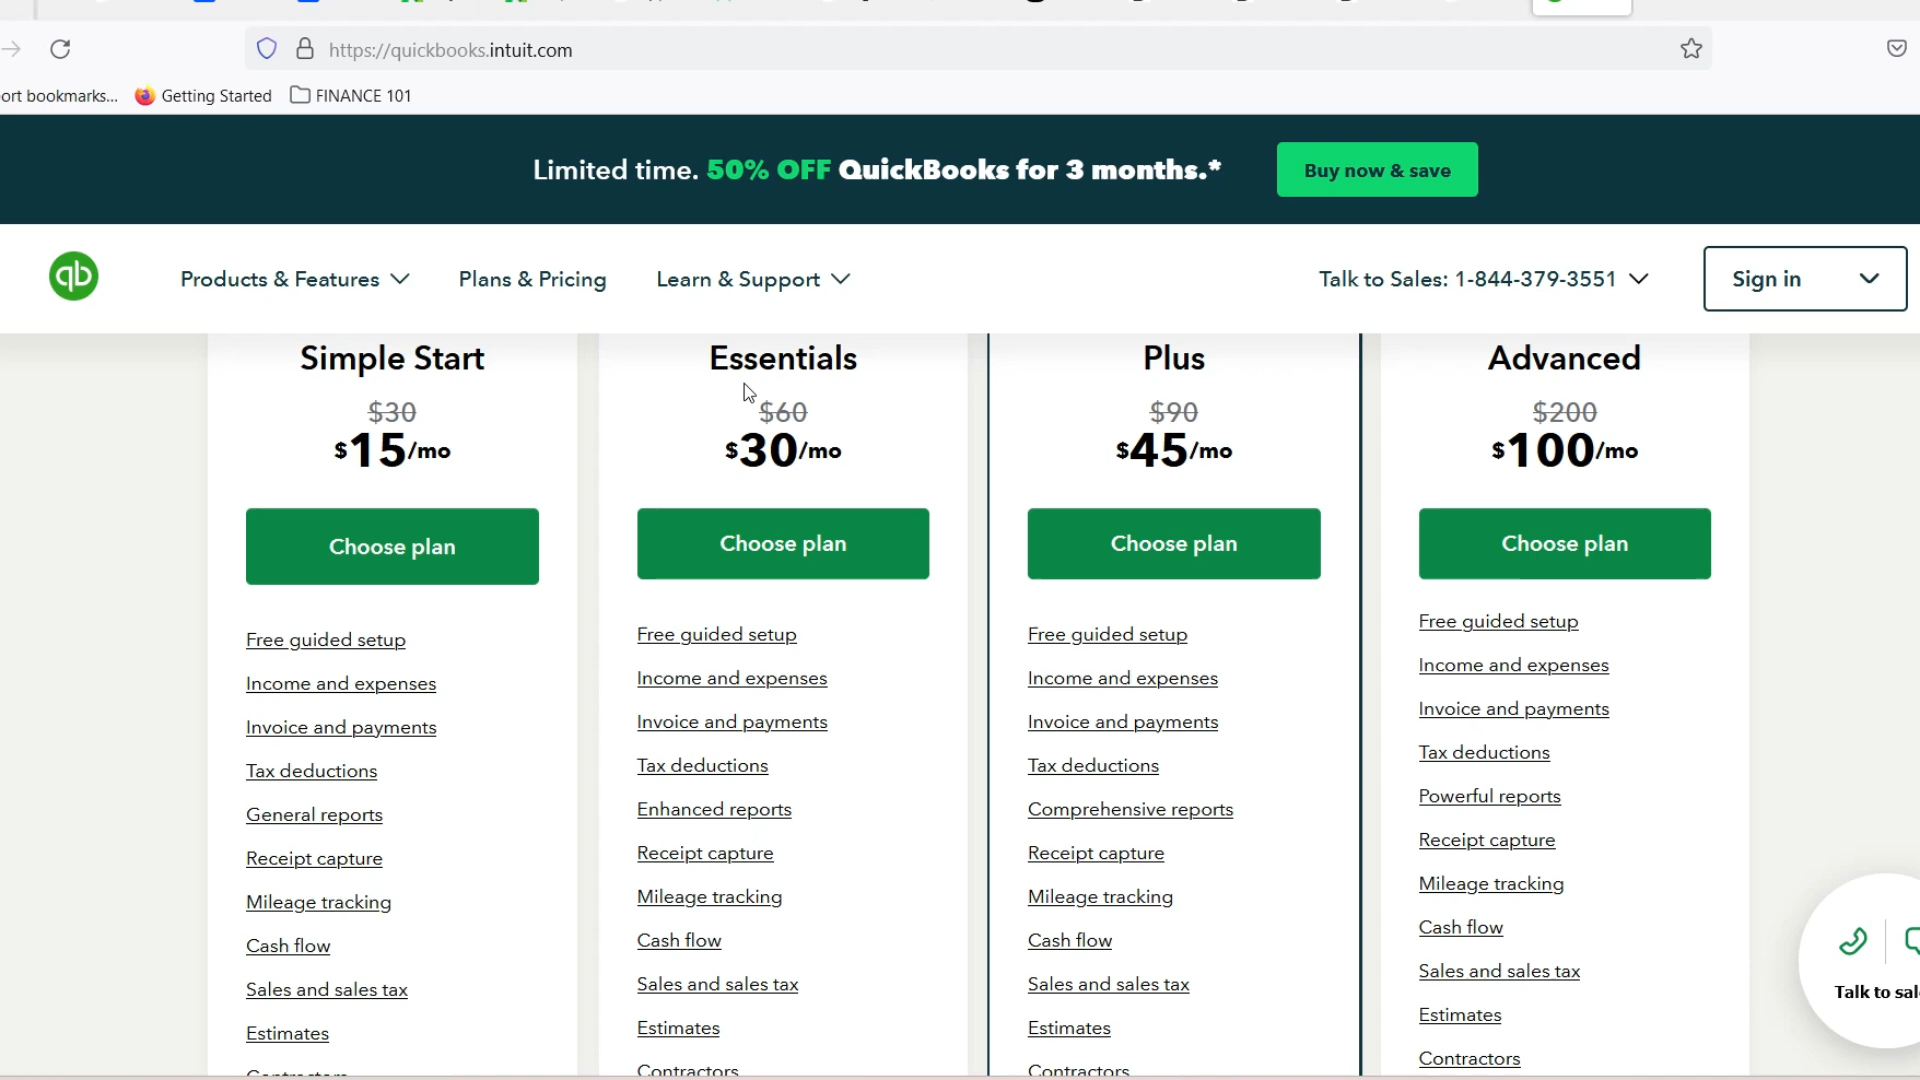 https://quickbooks.intuit.com
ort bookmarks... Getting Started FINANCE 101
Limited time. 50% OFF QuickBooks for 3 months.* Buy now & save
qb Products & Features Plans & Pricing Learn & Support Talk to Sales: 1-844-379-3551 Sign in
Simple Start
$30
$15/mo
Choose plan
Free guided setup
Income and expenses
Invoice and payments
Tax deductions
General reports
Receipt capture
Mileage tracking
Cash flow
Sales and sales tax
Estimates
Essentials
$60
$30/mo
Choose plan
Free guided setup
Income and expenses
Invoice and payments
Tax deductions
Enhanced reports
Receipt capture
Mileage tracking
Cash flow
Sales and sales tax
Estimates
Contractors
Plus
$90
$45/mo
Choose plan
Free guided setup
Income and expenses
Invoice and payments
Tax deductions
Comprehensive reports
Receipt capture
Mileage tracking
Cash flow
Sales and sales tax
Estimates
Contractors
Advanced
$200
$100/mo
Choose plan
Free guided setup
Income and expenses
Invoice and payments
Tax deductions
Powerful reports
Receipt capture
Mileage tracking
Cash flow
Sales and sales tax
Estimates
Contractors
Talk to sal